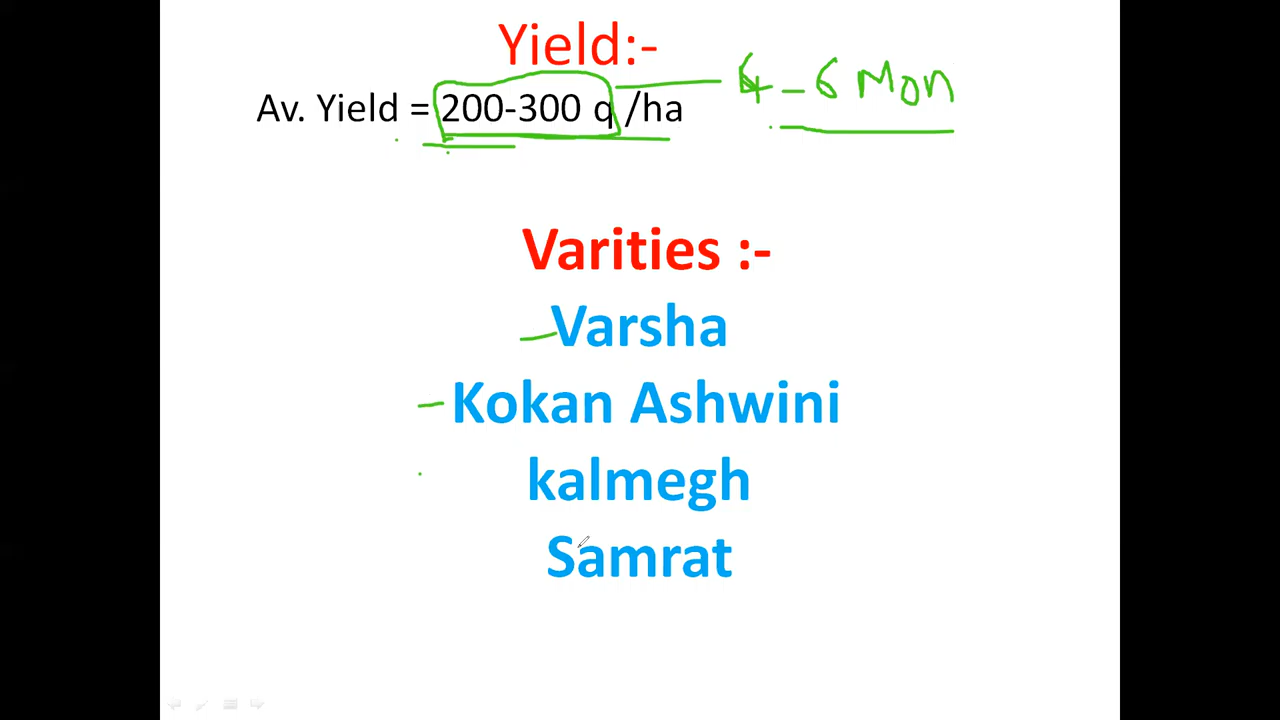 Yield:-
Av. Yield = 200-300 q /ha 4 - 6 Mon
Varities :-
Varsha
Kokan Ashwini
kalmegh
Samrat